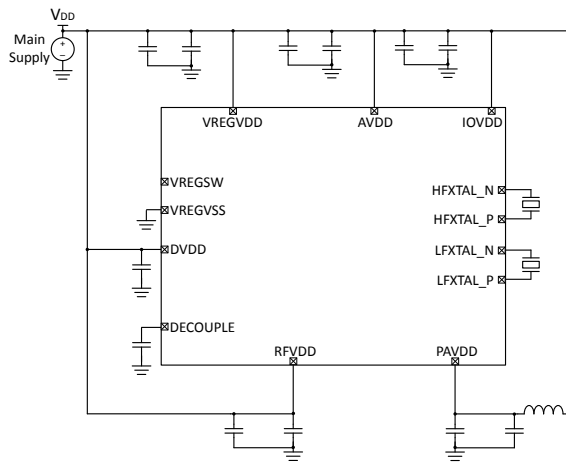 VDD
Main
Supply
+
–
VREGVDD
AVDD
IOVDD
VREGSW
VREGVSS
DVDD
DECOUPLE
HFXTAL_N
HFXTAL_P
LFXTAL_N
LFXTAL_P
RFVDD
PAVDD